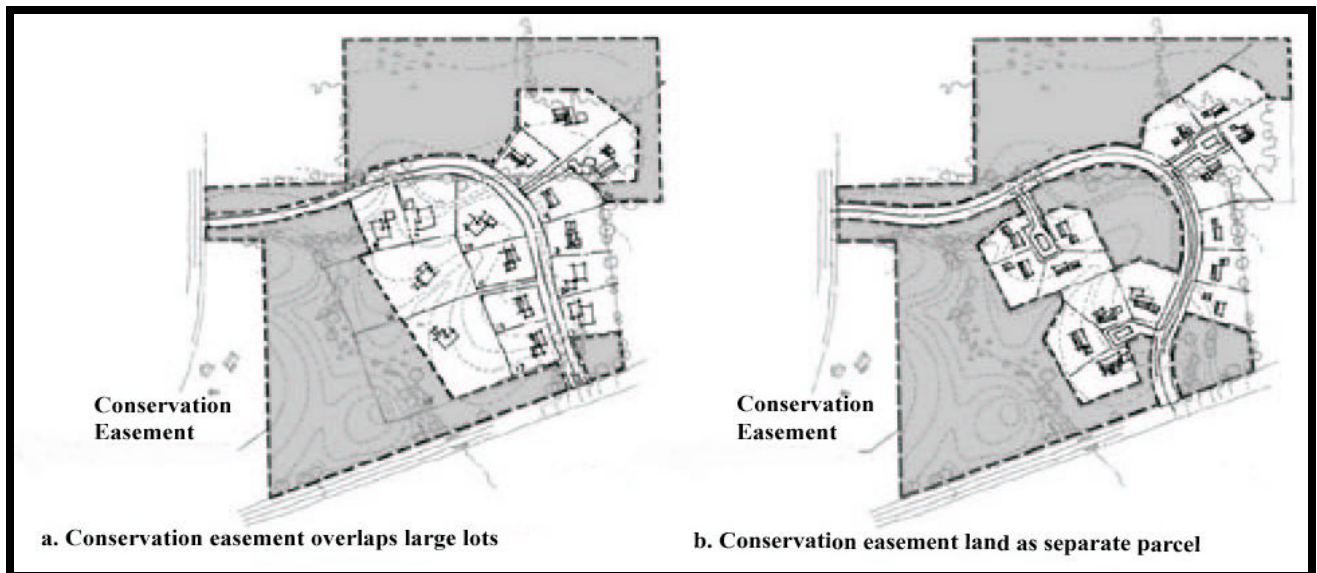 Conservation
Easement
a. Conservation easement overlaps large lots
Conservation
Easement
b. Conservation easement land as separate parcel